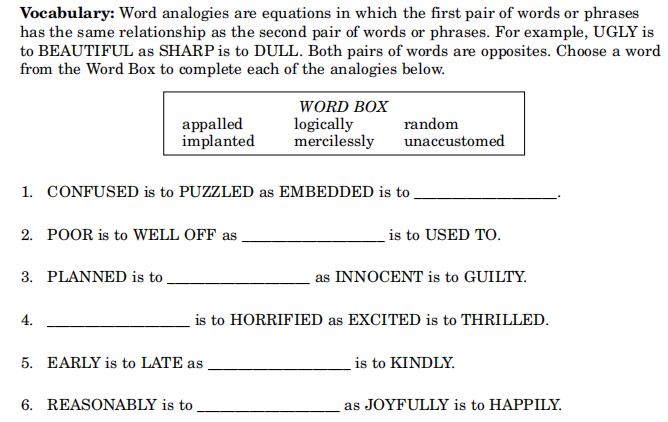 Vocabulary: Word analogies are equations in which the first pair of words or phrases
has the same relationship as the second pair of words or phrases. For example, UGLY is
to BEAUTIFUL as SHARP is to DULL. Both pairs of words are opposites. Choose a word
from the Word Box to complete each of the analogies below.
WORD BOX
appalled logically random
implanted mercilessly unaccustomed
1. CONFUSED is to PUZZLED as EMBEDDED is to ________________.
2. POOR is to WELL OFF as ________________ is to USED TO.
3. PLANNED is to ________________ as INNOCENT is to GUILTY.
4. ________________ is to HORRIFIED as EXCITED is to THRILLED.
5. EARLY is to LATE as ________________ is to KINDLY.
6. REASONABLY is to ________________ as JOYFULLY is to HAPPILY.